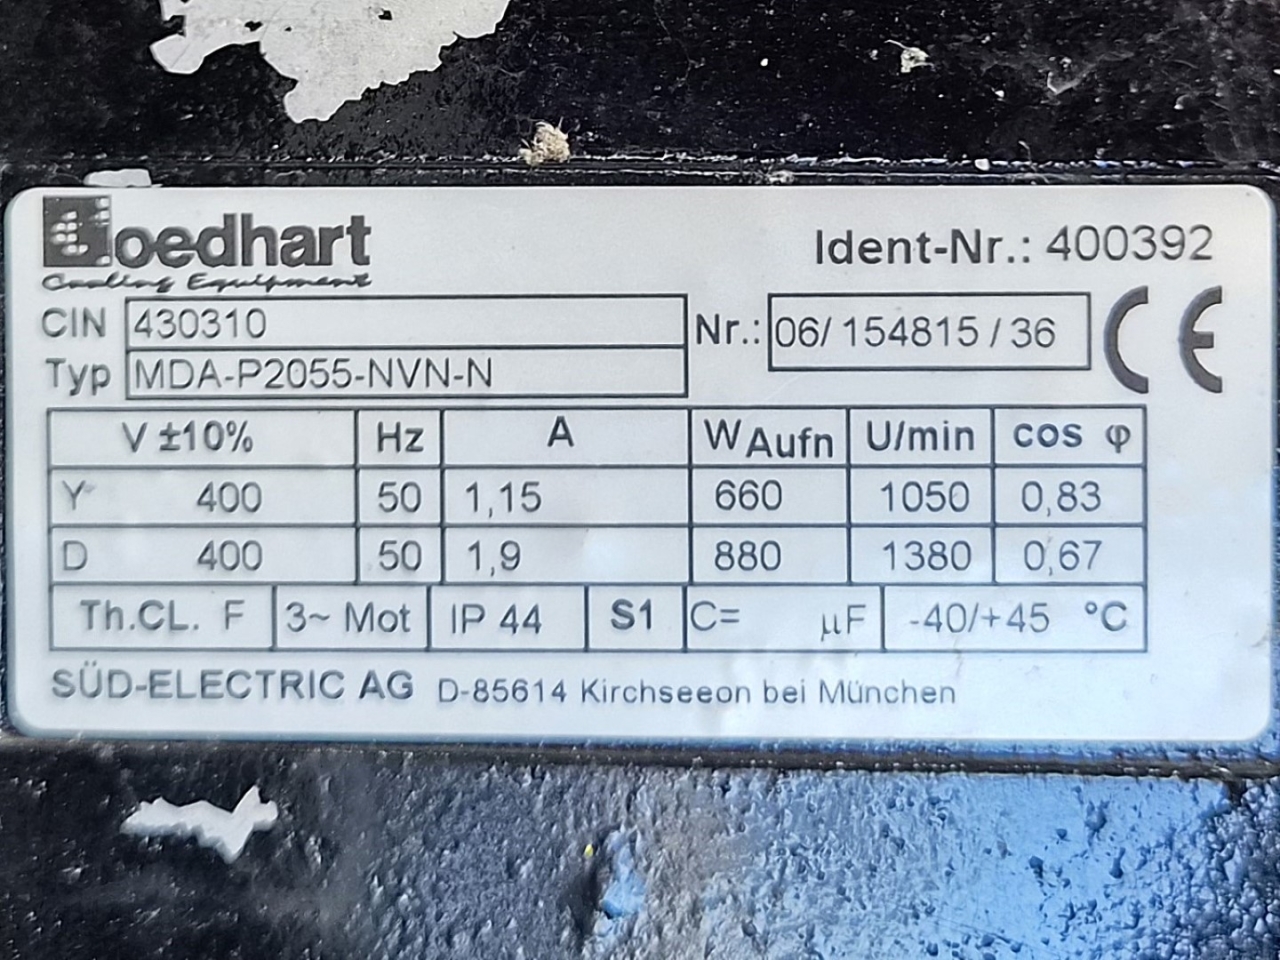 Goedhart
Cooling Equipment
Ident-Nr.: 400392
CIN 430310
Nr.: 06/ 154815 / 36
CE
Typ MDA-P2055-NVN-N
V ±10% Hz A W Aufn U/min cos φ
Y 400 50 1,15 660 1050 0,83
D 400 50 1,9 880 1380 0,67
Th.CL. F 3~ Mot IP 44 S1 C= µF -40/+45 °C
SÜD-ELECTRIC AG D-85614 Kirchseeon bei München